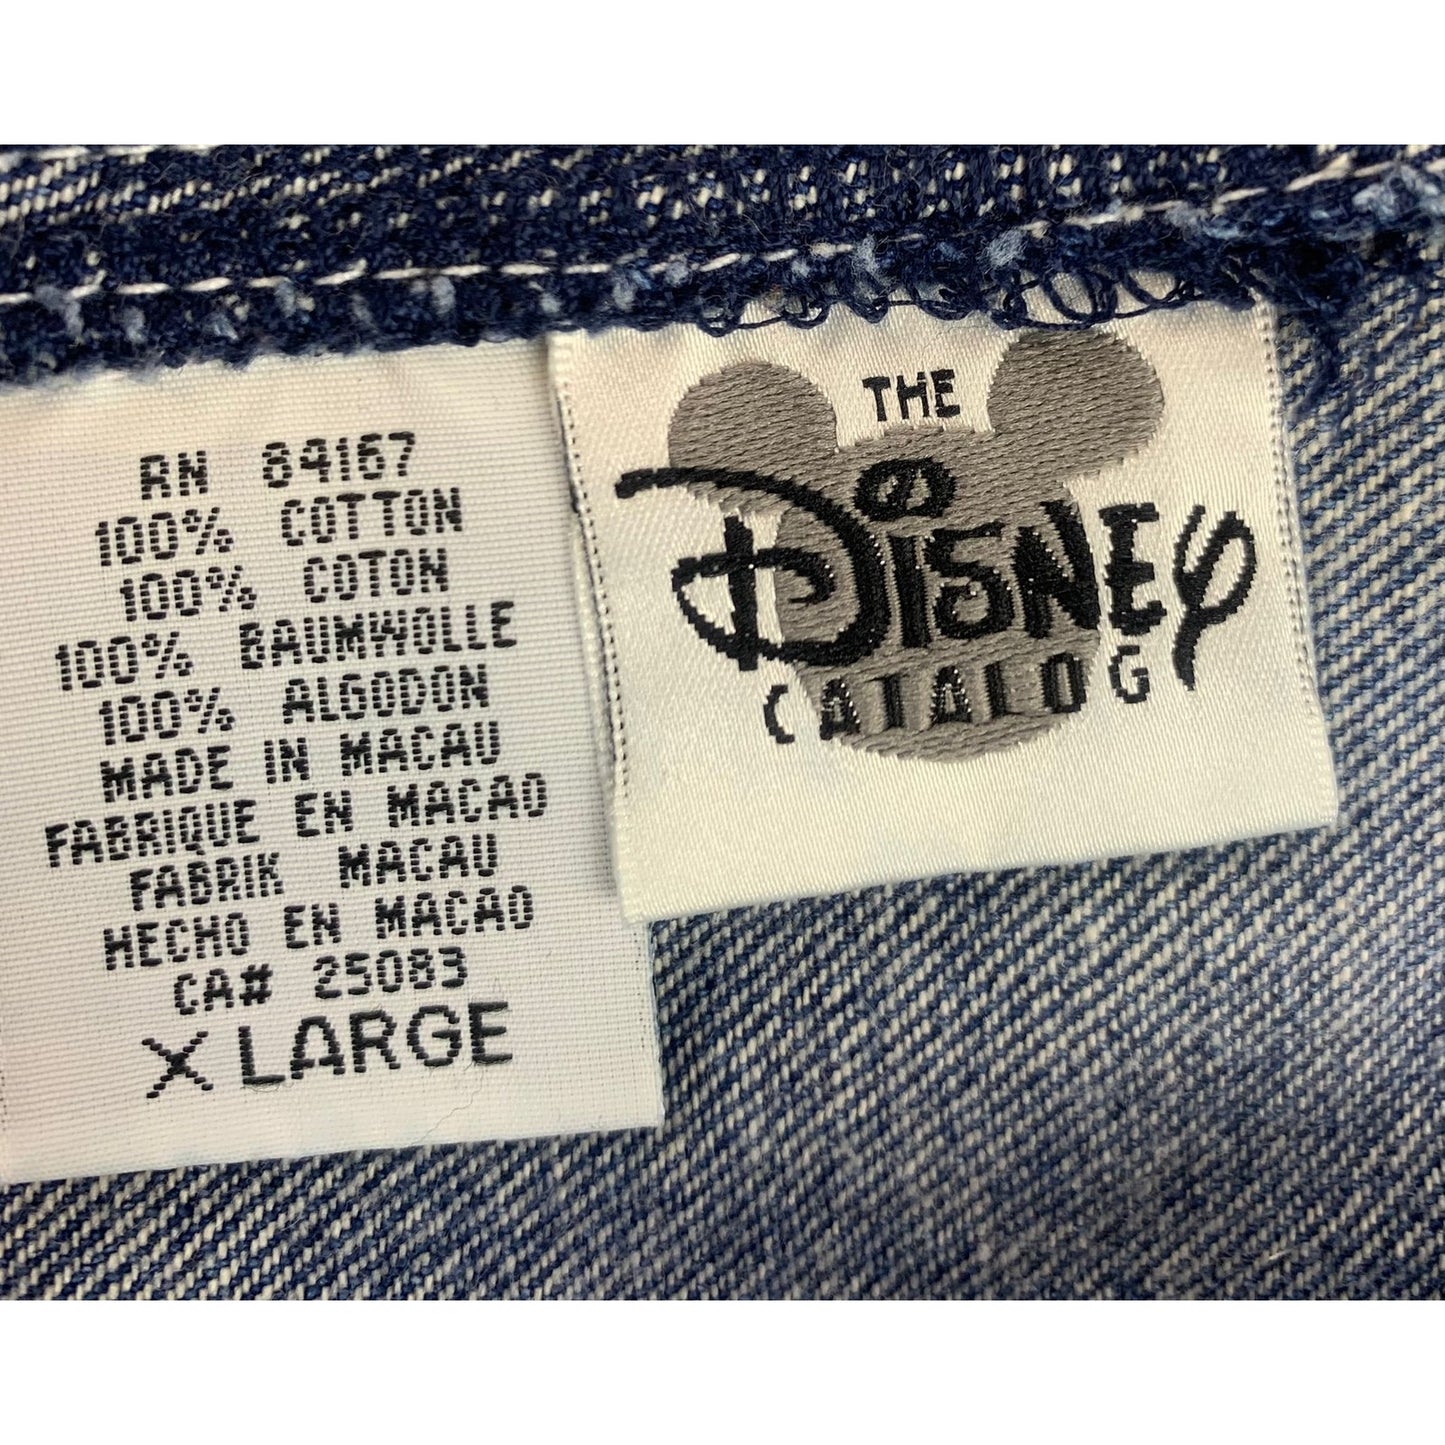 RN 84167
100% COTTON
100% COTON
100% BAUMWOLLE
100% ALGODON
MADE IN MACAU
FABRIQUE EN MACAO
FABRIK MACAU
HECHO EN MACAO
CA# 25083
X LARGE
THE
DISNEY
CATALOG